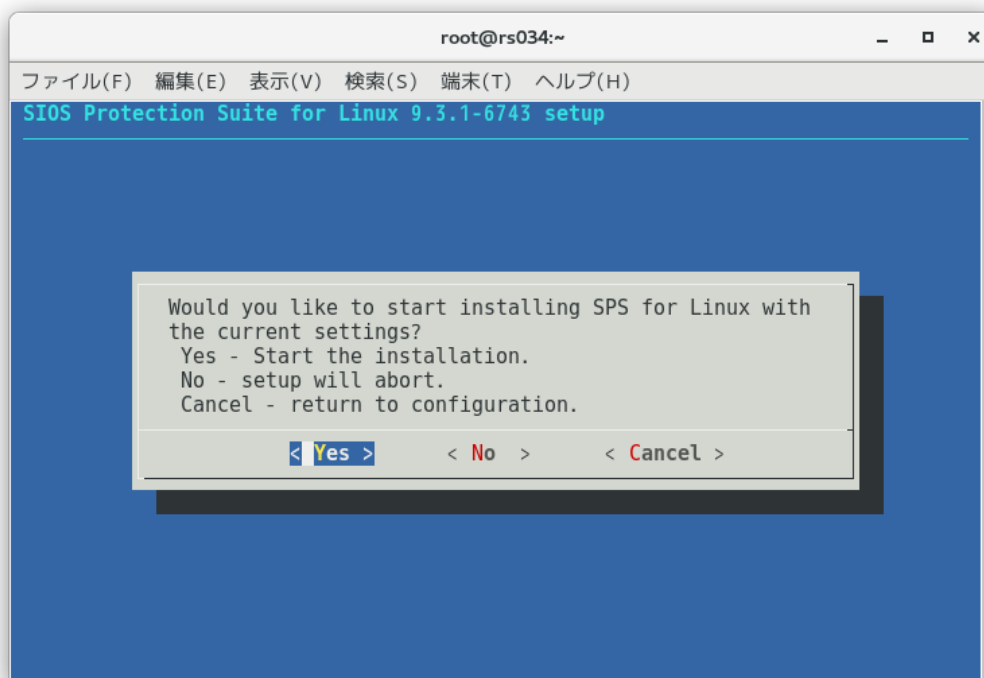 root@rs034:~
ファイル(F) 編集(E) 表示(V) 検索(S) 端末(T) ヘルプ(H)
SIOS Protection Suite for Linux 9.3.1-6743 setup
Would you like to start installing SPS for Linux with
the current settings?
Yes - Start the installation.
No - setup will abort.
Cancel - return to configuration.
< Yes > < No > < Cancel >